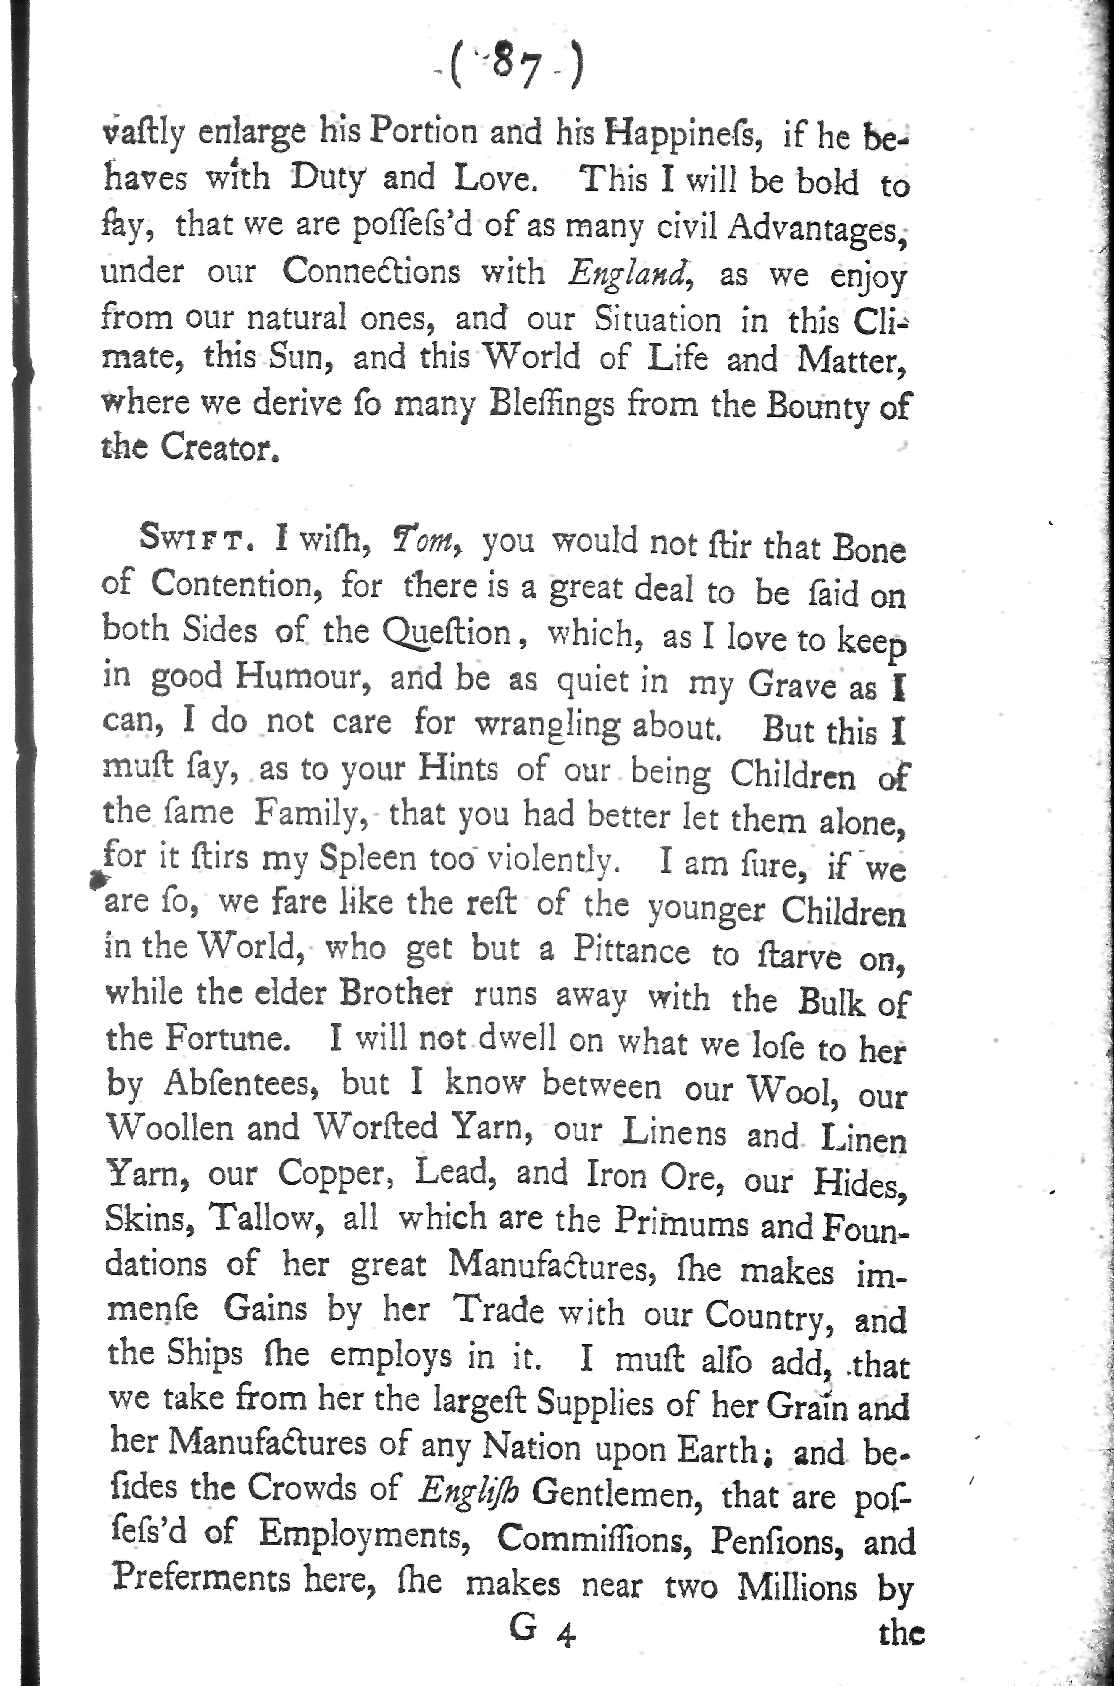 ( 87 )
vaſtly enlarge his Portion and his Happineſs, if he be-
haves with Duty and Love. This I will be bold to
ſay, that we are poſſeſs'd of as many civil Advantages,
under our Connections with England, as we enjoy
from our natural ones, and our Situation in this Cli-
mate, this Sun, and this World of Life and Matter,
where we derive ſo many Bleſſings from the Bounty of
the Creator.
SWIFT. I wiſh, Tom, you would not ſtir that Bone
of Contention, for there is a great deal to be ſaid on
both Sides of the Queſtion, which, as I love to keep
in good Humour, and be as quiet in my Grave as I
can, I do not care for wrangling about. But this I
muſt ſay, as to your Hints of our being Children of
the ſame Family, that you had better let them alone,
for it ſtirs my Spleen too violently. I am ſure, if we
are ſo, we fare like the reſt of the younger Children
in the World, who get but a Pittance to ſtarve on,
while the elder Brother runs away with the Bulk of
the Fortune. I will not dwell on what we loſe to her
by Abſentees, but I know between our Wool, our
Woollen and Worſted Yarn, our Linens and Linen
Yarn, our Copper, Lead, and Iron Ore, our Hides,
Skins, Tallow, all which are the Primums and Foun-
dations of her great Manufactures, ſhe makes im-
menſe Gains by her Trade with our Country, and
the Ships ſhe employs in it. I muſt alſo add, that
we take from her the largeſt Supplies of her Grain and
her Manufactures of any Nation upon Earth; and be-
ſides the Crowds of Engliſh Gentlemen, that are poſ-
ſeſs'd of Employments, Commiſſions, Penſions, and
Preferments here, ſhe makes near two Millions by
G 4 the